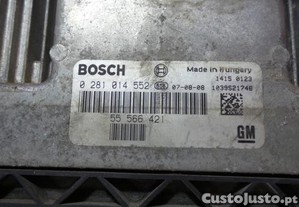 BOSCH
Made in Hungary
1415 0123
0 281 014 552
07-08-08
1039S21746
55 566 421
GM
CustoJusto.pt